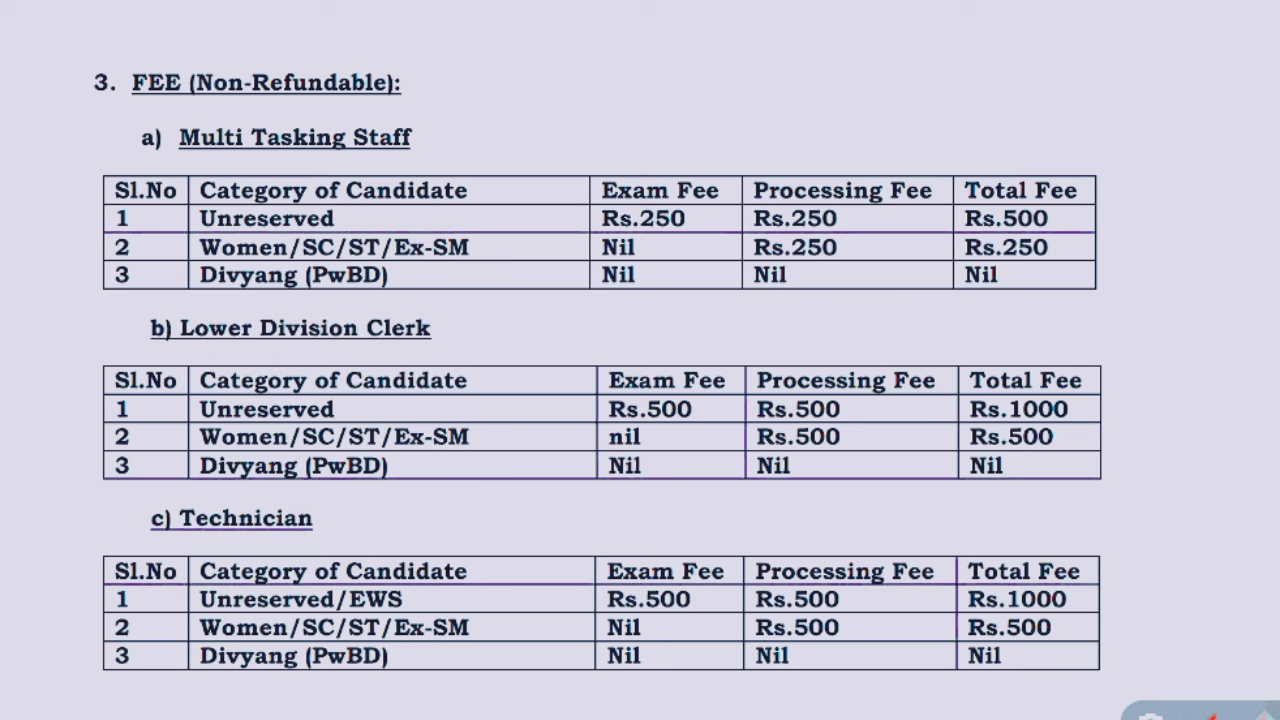 3. FEE (Non-Refundable):
a) Multi Tasking Staff
Sl.No Category of Candidate Exam Fee Processing Fee Total Fee
1 Unreserved Rs.250 Rs.250 Rs.500
2 Women/SC/ST/Ex-SM Nil Rs.250 Rs.250
3 Divyang (PwBD) Nil Nil Nil
b) Lower Division Clerk
Sl.No Category of Candidate Exam Fee Processing Fee Total Fee
1 Unreserved Rs.500 Rs.500 Rs.1000
2 Women/SC/ST/Ex-SM nil Rs.500 Rs.500
3 Divyang (PwBD) Nil Nil Nil
c) Technician
Sl.No Category of Candidate Exam Fee Processing Fee Total Fee
1 Unreserved/EWS Rs.500 Rs.500 Rs.1000
2 Women/SC/ST/Ex-SM Nil Rs.500 Rs.500
3 Divyang (PwBD) Nil Nil Nil